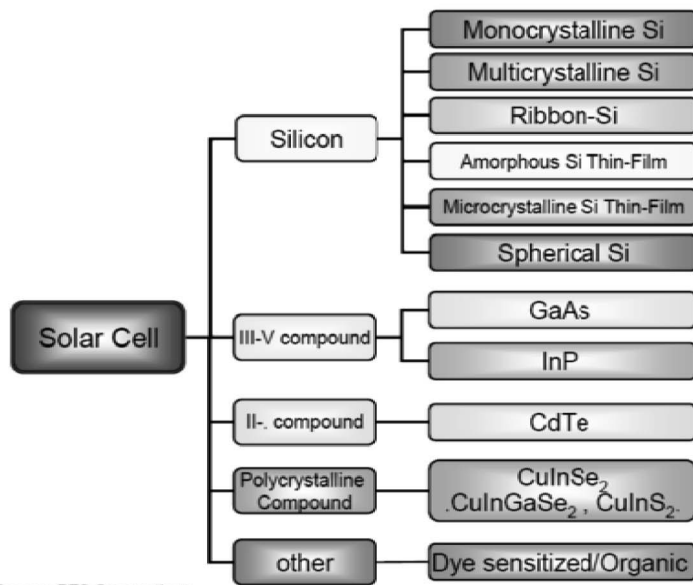 Monocrystalline Si
Multicrystalline Si
Ribbon-Si
Silicon
Amorphous Si Thin-Film
Microcrystalline Si Thin-Film
Spherical Si
Solar Cell
III-V compound
GaAs
InP
II-. compound
CdTe
Polycrystalline
Compound
CuInSe₂
.CuInGaSe₂ , CuInS₂.
other
Dye sensitized/Organic